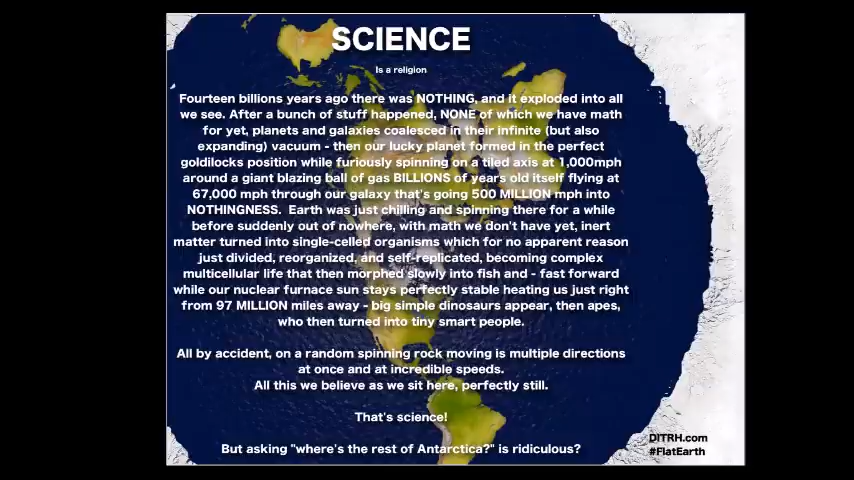 SCIENCE
Is a religion
Fourteen billions years ago there was NOTHING, and it exploded into all
we see. After a bunch of stuff happened, NONE of which we have math
for yet, planets and galaxies coalesced in their infinite (but also
expanding) vacuum - then our lucky planet formed in the perfect
goldilocks position while furiously spinning on a tiled axis at 1,000mph
around a giant blazing ball of gas BILLIONS of years old itself flying at
67,000 mph through our galaxy that's going 500 MILLION mph into
NOTHINGNESS. Earth was just chilling and spinning there for a while
before suddenly out of nowhere, with math we don't have yet, inert
matter turned into single-celled organisms which for no apparent reason
just divided, reorganized, and self-replicated, becoming complex
multicellular life that then morphed slowly into fish and - fast forward
while our nuclear furnace sun stays perfectly stable heating us just right
from 97 MILLION miles away - big simple dinosaurs appear, then apes,
who then turned into tiny smart people.
All by accident, on a random spinning rock moving is multiple directions
at once and at incredible speeds.
All this we believe as we sit here, perfectly still.
That's science!
But asking "where's the rest of Antarctica?" is ridiculous?
DITRH.com
#FlatEarth